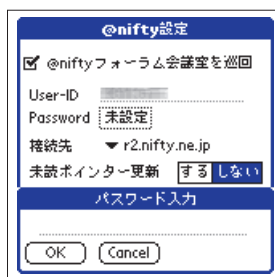 @nifty設定
@niftyフォーラム会議室を巡回
User-ID
Password 未設定
接続先 r2.nifty.ne.jp
未読ポインター更新 する しない
パスワード入力
OK Cancel